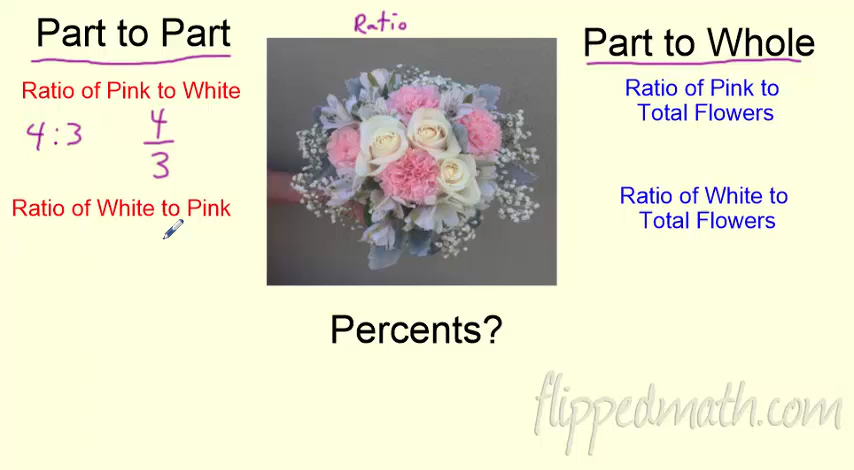 Part to Part
Ratio of Pink to White
4:3
4
3
Ratio of White to Pink
Ratio
Part to Whole
Ratio of Pink to
Total Flowers
Ratio of White to
Total Flowers
Percents?
flippedmath.com